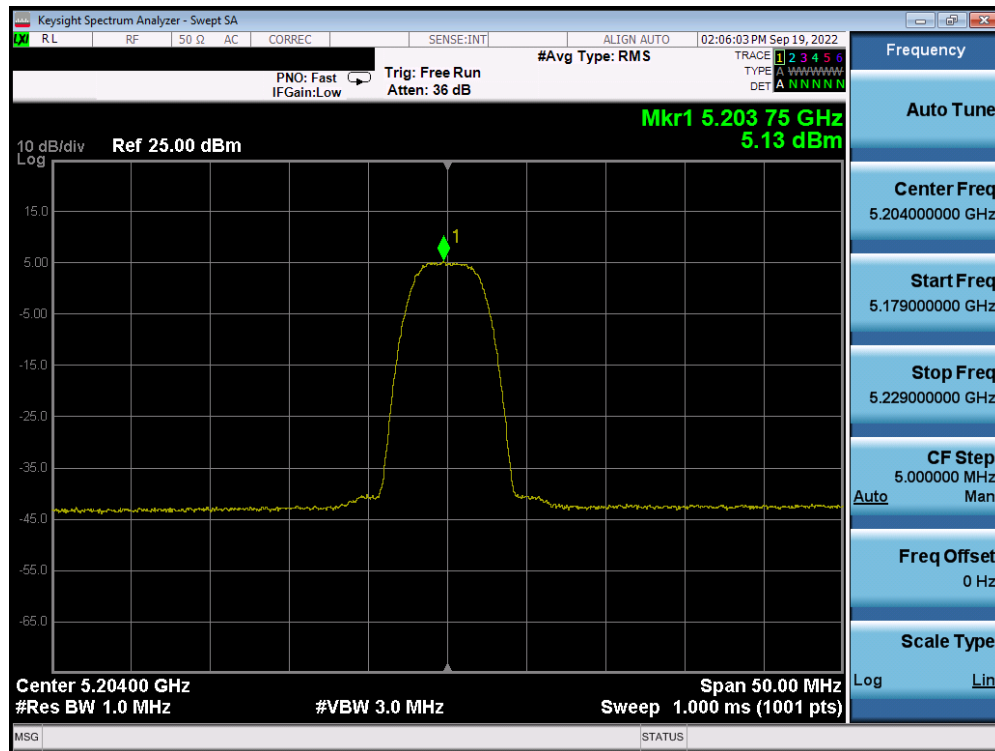 Keysight Spectrum Analyzer - Swept SA
LXI RL RF 50 Ω AC CORREC SENSE:INT ALIGN AUTO 02:06:03 PM Sep 19, 2022
#Avg Type: RMS TRACE 1 2 3 4 5 6
PNO: Fast Trig: Free Run TYPE A WWWWW
IFGain:Low Atten: 36 dB DET A N N N N N
Mkr1 5.203 75 GHz
5.13 dBm
10 dB/div Ref 25.00 dBm
Log
1
15.0
5.00
-5.00
-15.0
-25.0
-35.0
-45.0
-55.0
-65.0
Center 5.20400 GHz Span 50.00 MHz
#Res BW 1.0 MHz #VBW 3.0 MHz Sweep 1.000 ms (1001 pts)
MSG STATUS
Frequency
Auto Tune
Center Freq
5.204000000 GHz
Start Freq
5.179000000 GHz
Stop Freq
5.229000000 GHz
CF Step
5.000000 MHz
Auto Man
Freq Offset
0 Hz
Scale Type
Log Lin